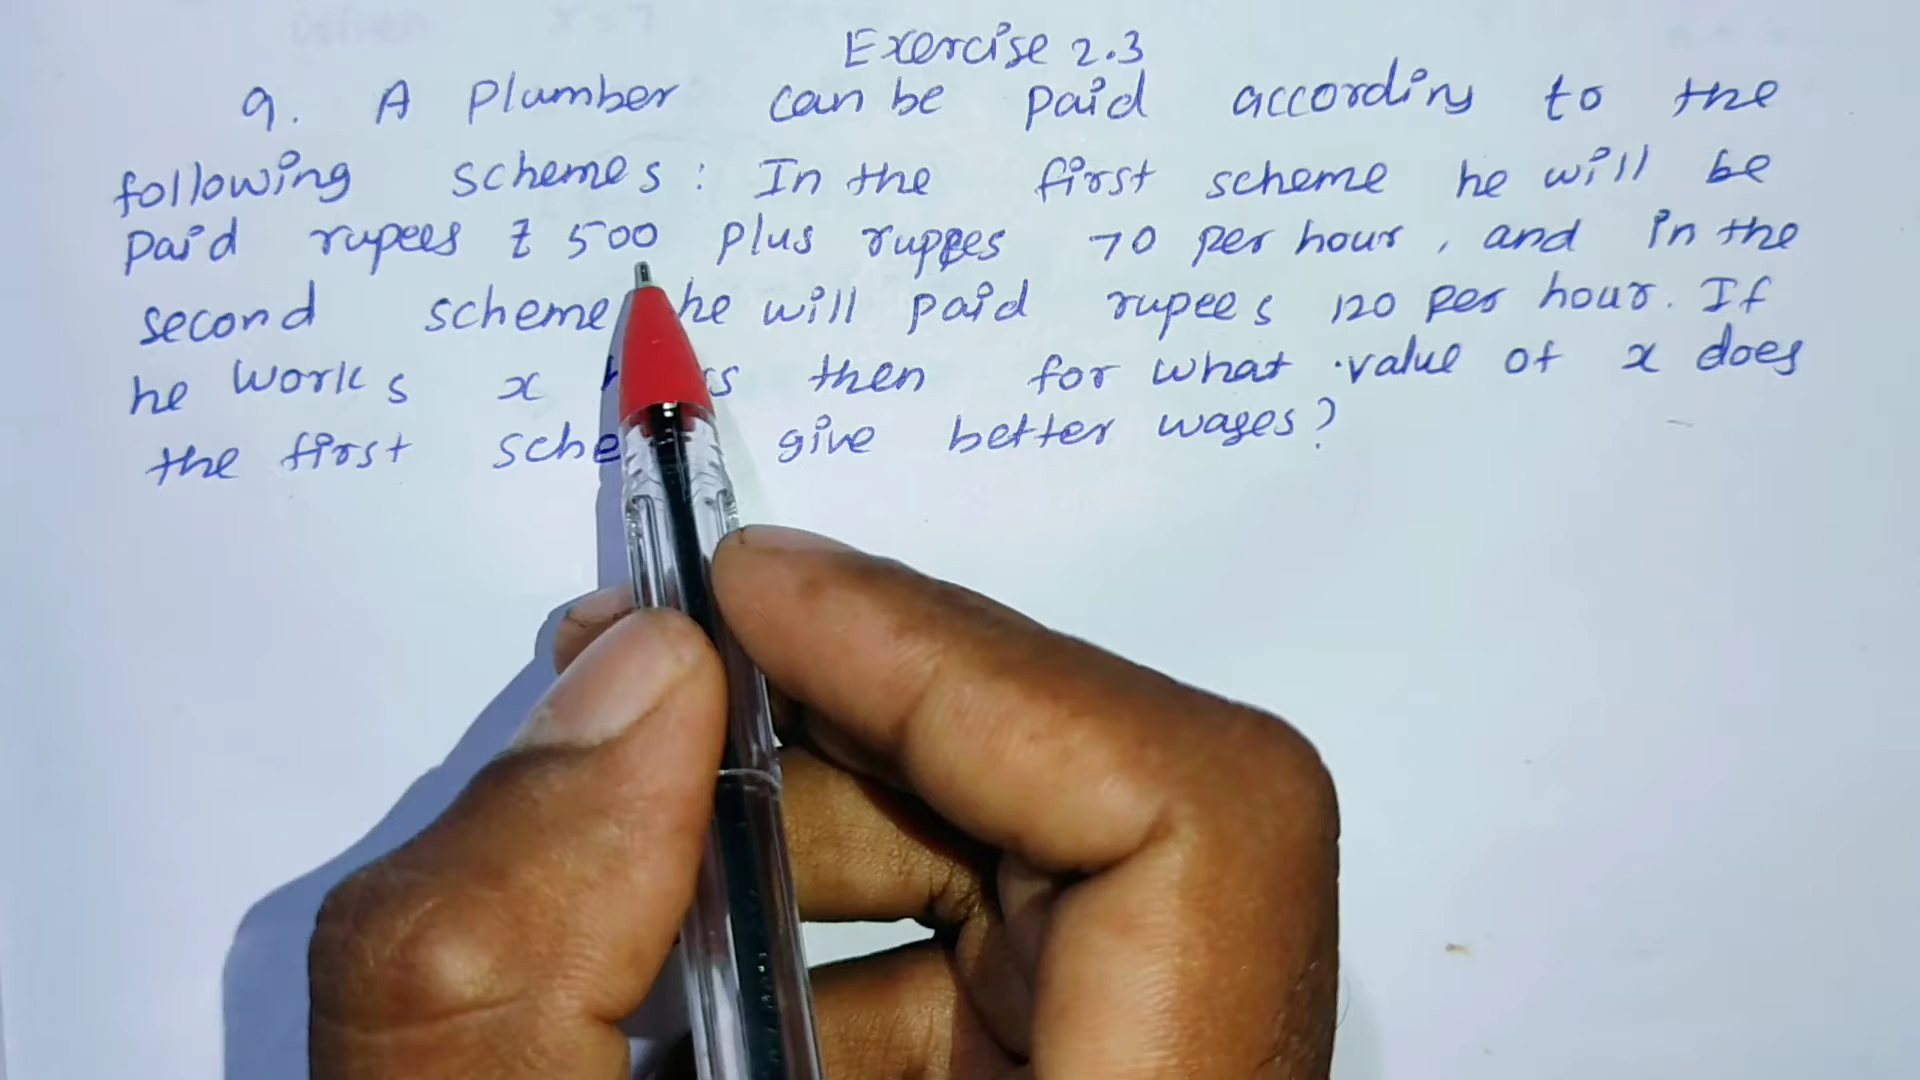 Exercise 2.3
9. A Plumber can be paid according to the
following schemes: In the first scheme he will be
paid rupees ₹ 500 plus rupees 70 per hour, and in the
second scheme he will paid rupees 120 per hour. If
he works x then for what value of x does
the first give better wages?